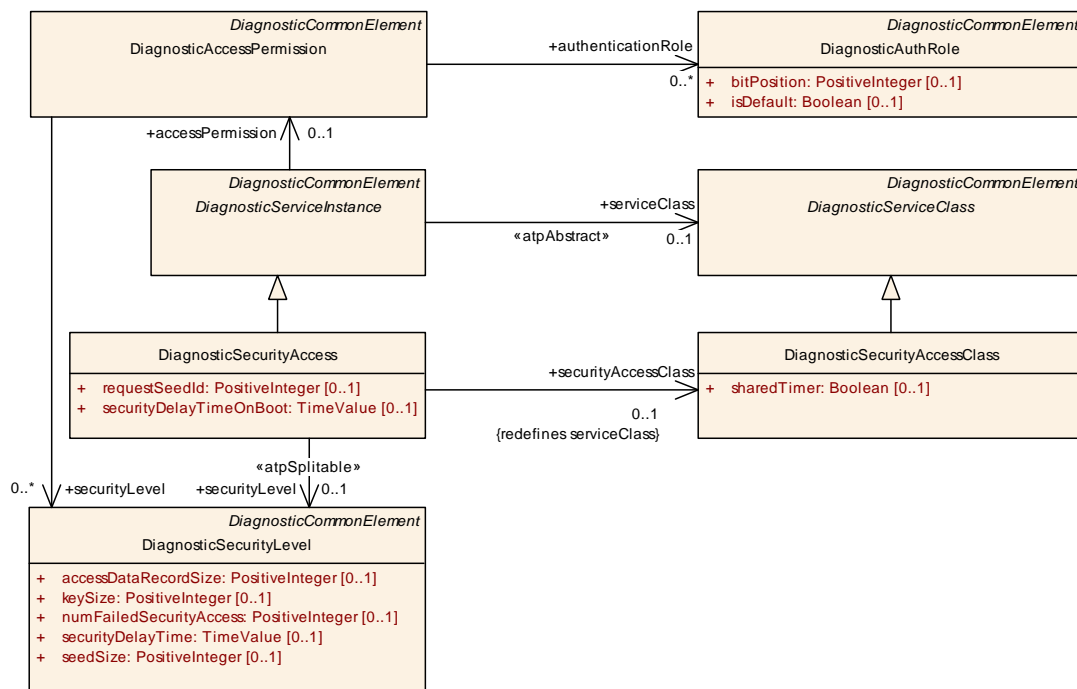 DiagnosticCommonElement
DiagnosticAccessPermission
DiagnosticCommonElement
DiagnosticAuthRole
+ bitPosition: PositiveInteger [0..1]
+ isDefault: Boolean [0..1]
+authenticationRole
0..*
+accessPermission
0..1
DiagnosticCommonElement
DiagnosticServiceInstance
DiagnosticCommonElement
DiagnosticServiceClass
+serviceClass
«atpAbstract»
0..1
DiagnosticSecurityAccess
+ requestSeedId: PositiveInteger [0..1]
+ securityDelayTimeOnBoot: TimeValue [0..1]
DiagnosticSecurityAccessClass
+ sharedTimer: Boolean [0..1]
+securityAccessClass
0..1
{redefines serviceClass}
«atpSplitable»
0..*
+securityLevel
+securityLevel
0..1
DiagnosticCommonElement
DiagnosticSecurityLevel
+ accessDataRecordSize: PositiveInteger [0..1]
+ keySize: PositiveInteger [0..1]
+ numFailedSecurityAccess: PositiveInteger [0..1]
+ securityDelayTime: TimeValue [0..1]
+ seedSize: PositiveInteger [0..1]